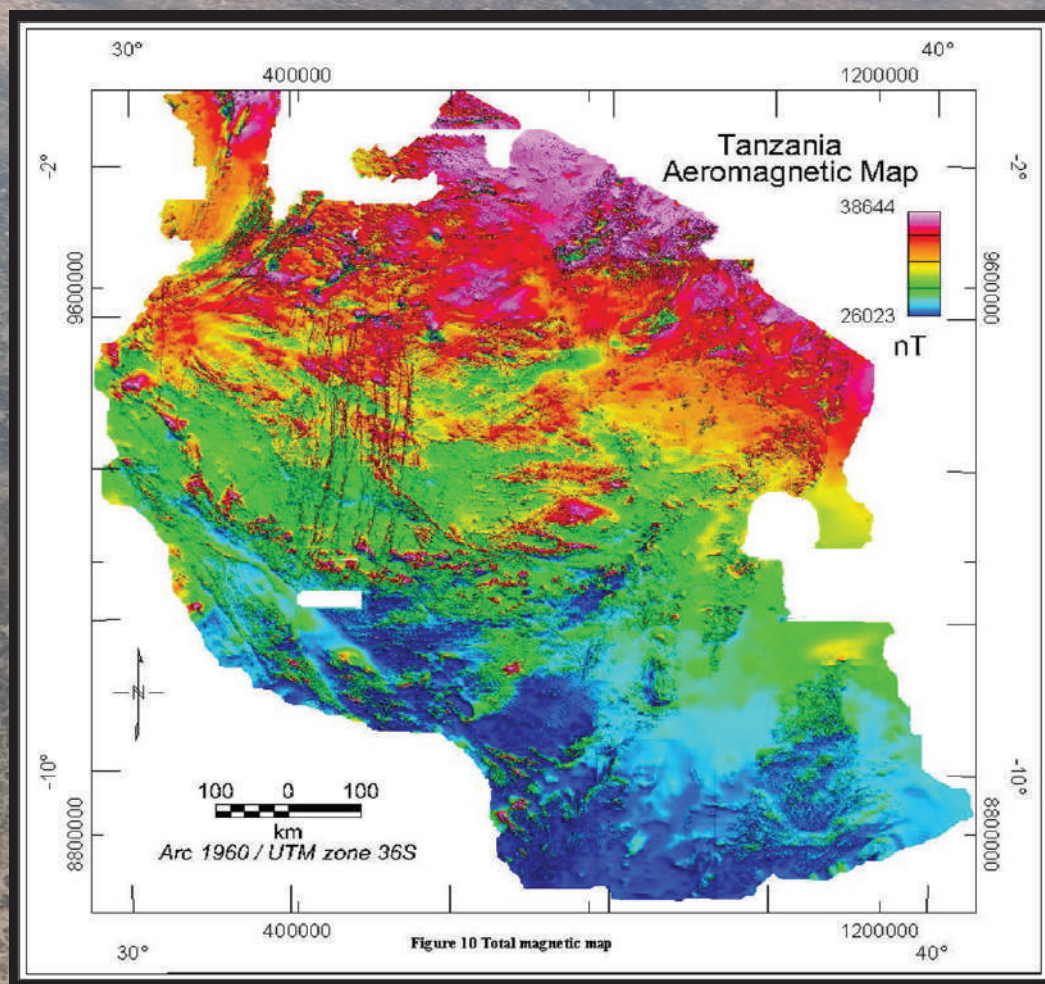 30°
40°
400000
1200000
Tanzania
Aeromagnetic Map
-2°
-2°
38644
9600000
9600000
26023
nT
N
-10°
-10°
100 0 100
km
Arc 1960 / UTM zone 36S
8800000
8800000
400000
1200000
30°
40°
Figure 10 Total magnetic map